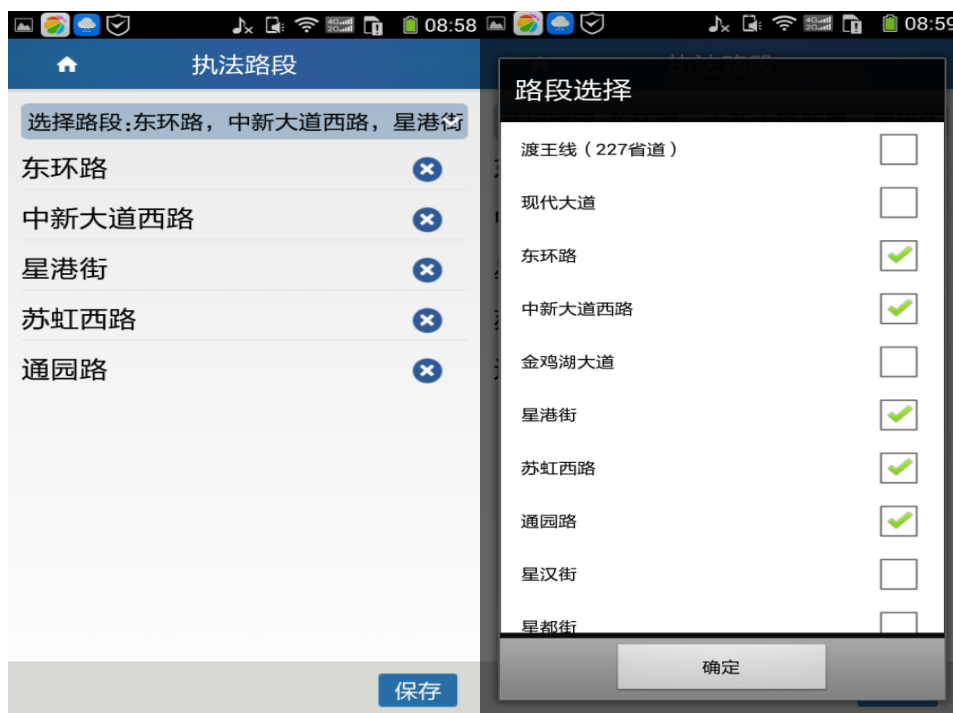 08:58
执法路段
选择路段:东环路，中新大道西路，星港街
东环路
中新大道西路
星港街
苏虹西路
通园路
保存
08:59
执法路段
路段选择
渡王线（227省道）
现代大道
东环路
中新大道西路
金鸡湖大道
星港街
苏虹西路
通园路
星汉街
星都街
确定